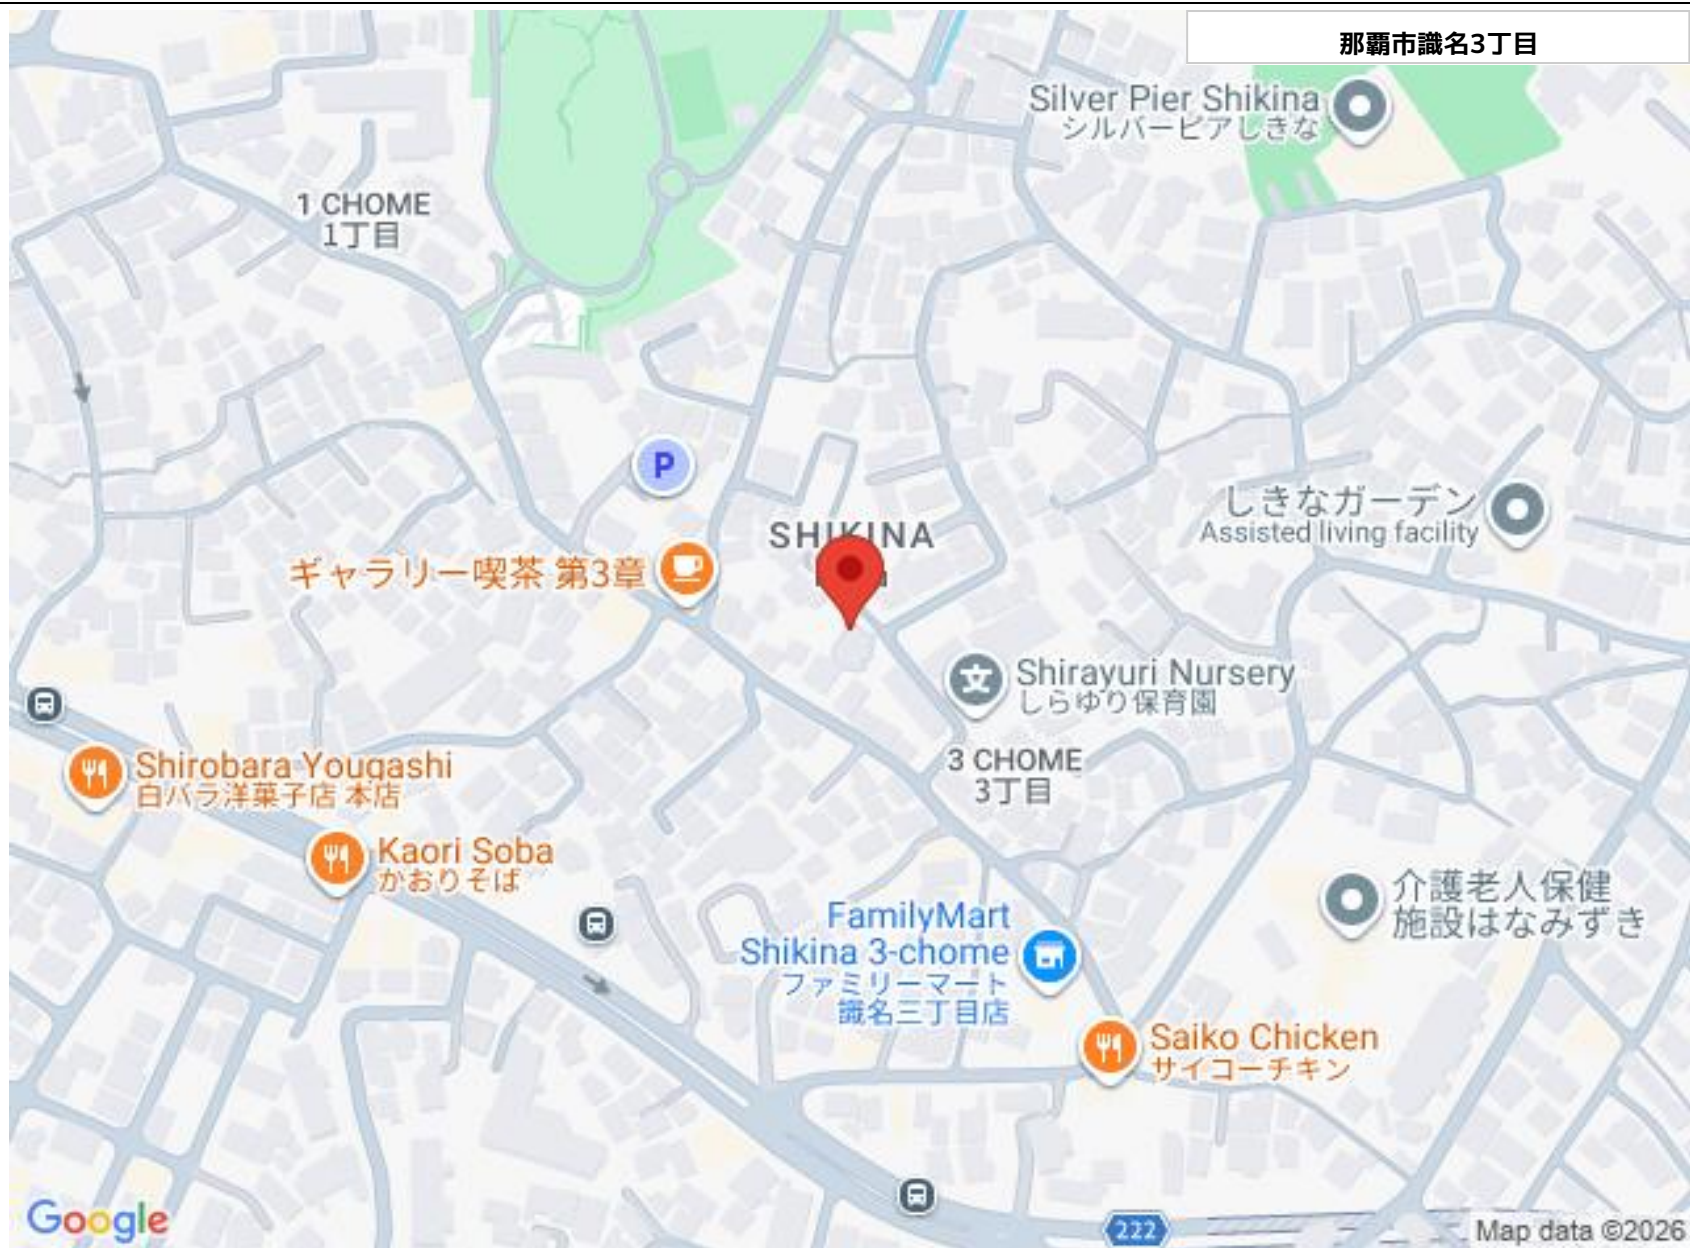 那覇市識名3丁目
Silver Pier Shikina
シルバーピアしきな
1 CHOME
1丁目
P
SHIKINA
しきなガーデン
Assisted living facility
ギャラリー喫茶 第3章
文
Shirayuri Nursery
しらゆり保育園
3 CHOME
3丁目
Shirobara Yougashi
白バラ洋菓子店 本店
Kaori Soba
かおりそば
介護老人保健
施設はなみずき
FamilyMart
Shikina 3-chome
ファミリーマート
識名三丁目店
Saiko Chicken
サイコーチキン
222
Google
Map data ©2026